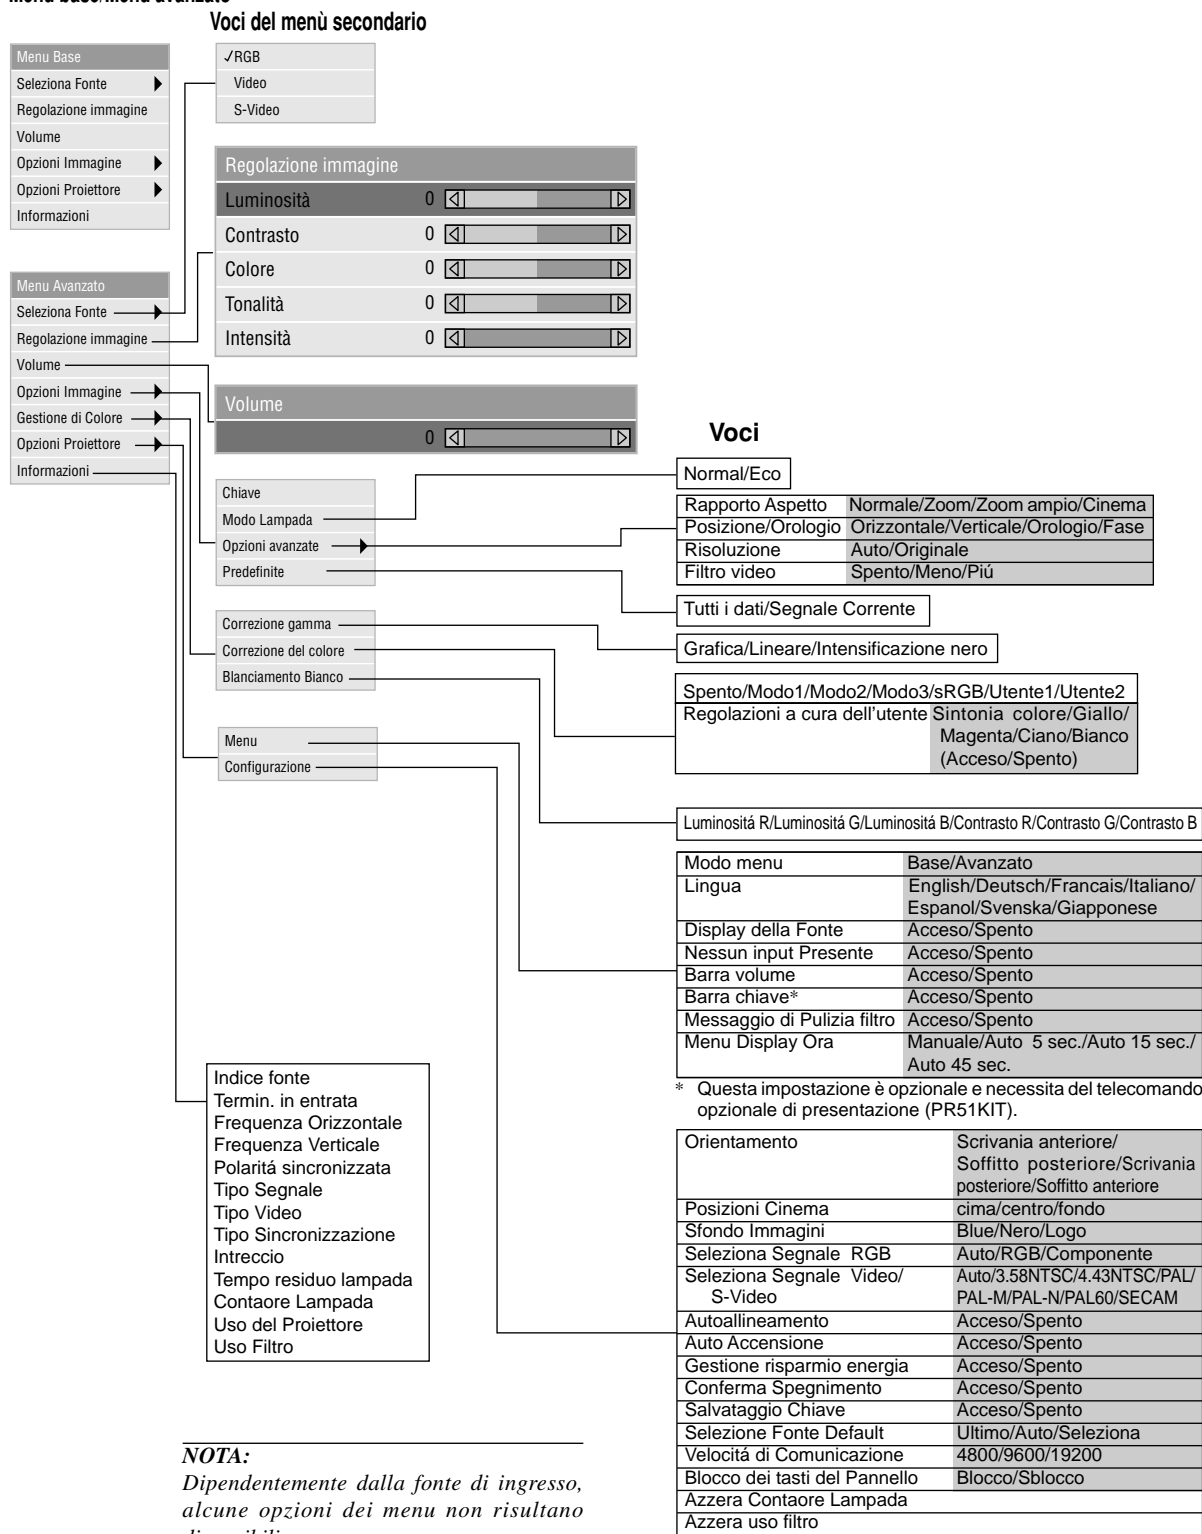 Voci del menù secondario
Menu Base
Seleziona Fonte
Regolazione immagine
Volume
Opzioni Immagine
Opzioni Proiettore
Informazioni
✓RGB
Video
S-Video
Regolazione immagine
Luminosità 0
Contrasto 0
Colore 0
Tonalità 0
Intensità 0
Menu Avanzato
Seleziona Fonte
Regolazione immagine
Volume
Opzioni Immagine
Gestione di Colore
Opzioni Proiettore
Informazioni
Volume
0
Voci
Chiave
Modo Lampada
Opzioni avanzate
Predefinite
Normal/Eco
Rapporto Aspetto Normale/Zoom/Zoom ampio/Cinema
Posizione/Orologio Orizzontale/Verticale/Orologio/Fase
Risoluzione Auto/Originale
Filtro video Spento/Meno/Piú
Tutti i dati/Segnale Corrente
Correzione gamma
Correzione del colore
Blanciamento Bianco
Grafica/Lineare/Intensificazione nero
Spento/Modo1/Modo2/Modo3/sRGB/Utente1/Utente2
Regolazioni a cura dell'utente Sintonia colore/Giallo/
Magenta/Ciano/Bianco
(Acceso/Spento)
Menu
Configurazione
Luminositá R/Luminositá G/Luminositá B/Contrasto R/Contrasto G/Contrasto B
Modo menu Base/Avanzato
Lingua English/Deutsch/Francais/Italiano/
Espanol/Svenska/Giapponese
Display della Fonte Acceso/Spento
Nessun input Presente Acceso/Spento
Barra volume Acceso/Spento
Barra chiave* Acceso/Spento
Messaggio di Pulizia filtro Acceso/Spento
Menu Display Ora Manuale/Auto 5 sec./Auto 15 sec./
Auto 45 sec.
* Questa impostazione è opzionale e necessita del telecomando
opzionale di presentazione (PR51KIT).
Indice fonte
Termin. in entrata
Frequenza Orizzontale
Frequenza Verticale
Polaritá sincronizzata
Tipo Segnale
Tipo Video
Tipo Sincronizzazione
Intreccio
Tempo residuo lampada
Contaore Lampada
Uso del Proiettore
Uso Filtro
Orientamento Scrivania anteriore/
Soffitto posteriore/Scrivania
posteriore/Soffitto anteriore
Posizioni Cinema cima/centro/fondo
Sfondo Immagini Blue/Nero/Logo
Seleziona Segnale RGB Auto/RGB/Componente
Seleziona Segnale Video/ Auto/3.58NTSC/4.43NTSC/PAL/
S-Video PAL-M/PAL-N/PAL60/SECAM
Autoallineamento Acceso/Spento
Auto Accensione Acceso/Spento
Gestione risparmio energia Acceso/Spento
Conferma Spegnimento Acceso/Spento
Salvataggio Chiave Acceso/Spento
Selezione Fonte Default Ultimo/Auto/Seleziona
Velocitá di Comunicazione 4800/9600/19200
Blocco dei tasti del Pannello Blocco/Sblocco
Azzera Contaore Lampada
Azzera uso filtro
NOTA:
Dipendentemente dalla fonte di ingresso,
alcune opzioni dei menu non risultano